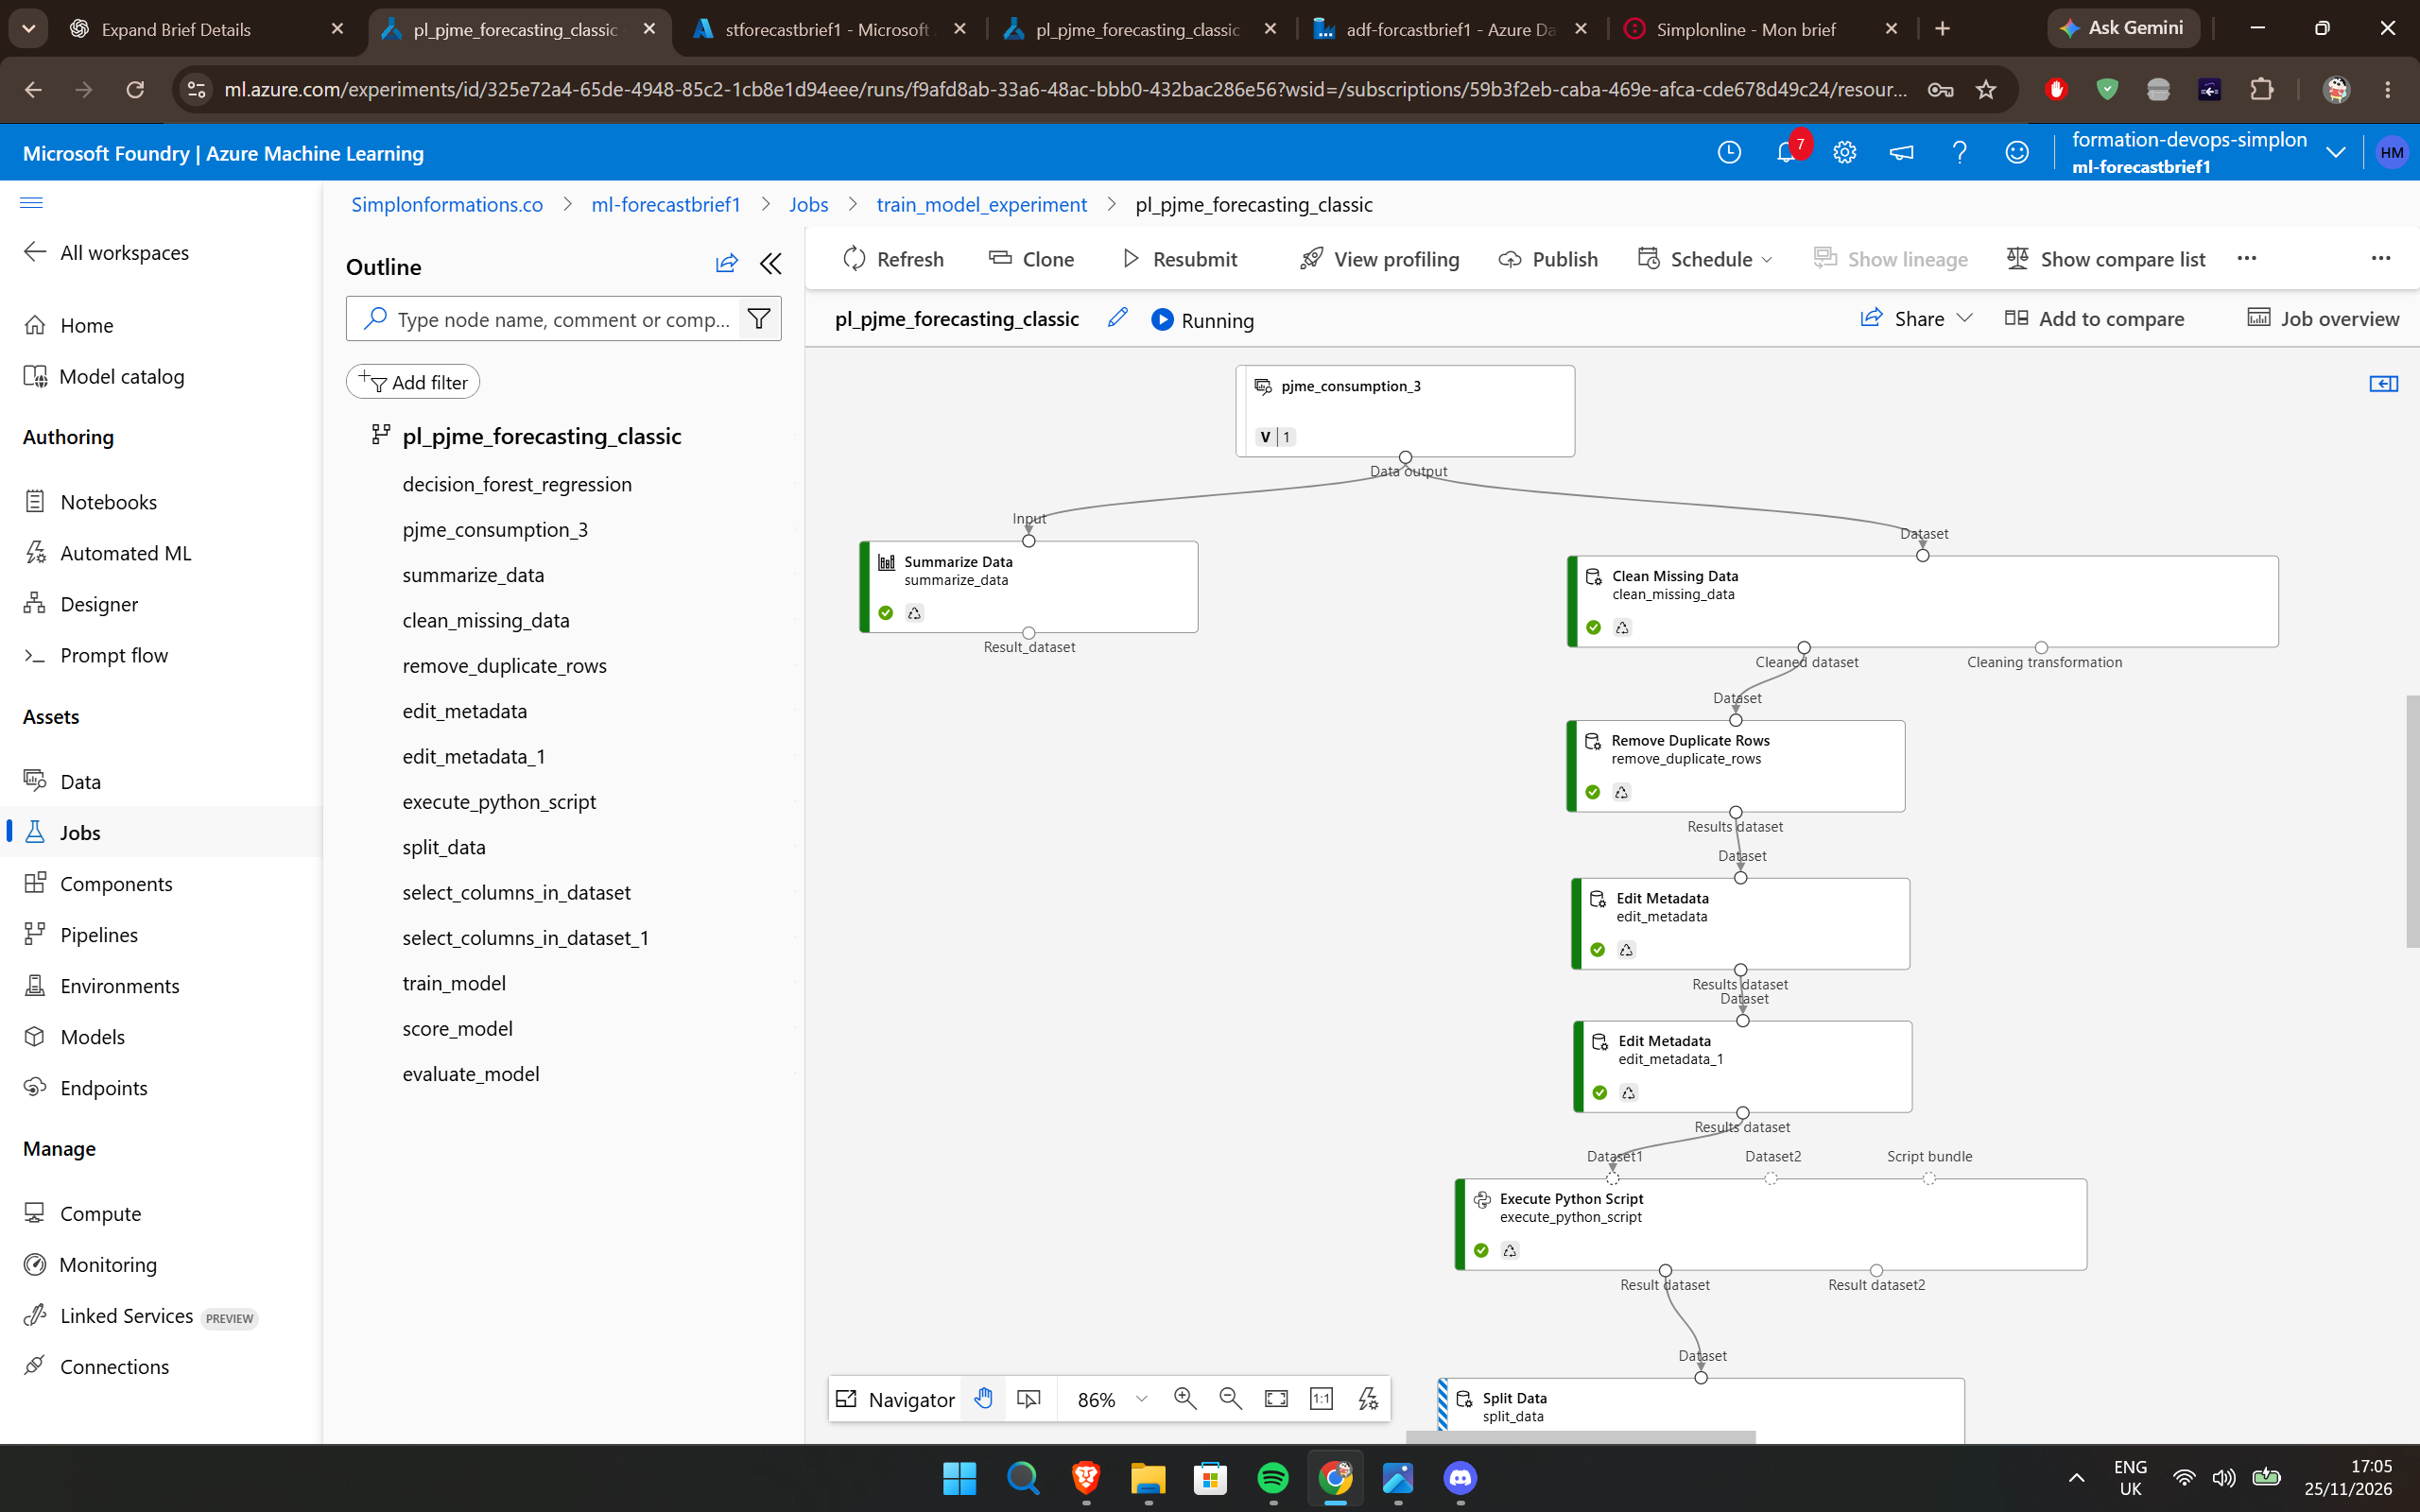 Expand Brief Details
pl_pjme_forecasting_classic
stforecastbrief1 - Microsoft
pl_pjme_forecasting_classic
adf-forcastbrief1 - Azure Da
Simplonline - Mon brief
Ask Gemini
ml.azure.com/experiments/id/325e72a4-65de-4948-85c2-1cb8e1d94eee/runs/f9afd8ab-33a6-48ac-bbb0-432bac286e56?wsid=/subscriptions/59b3f2eb-caba-469e-afca-cde678d49c24/resour...
Microsoft Foundry | Azure Machine Learning
7
formation-devops-simplon
ml-forecastbrief1
HM
All workspaces
Home
Model catalog
Authoring
Notebooks
Automated ML
Designer
Prompt flow
Assets
Data
Jobs
Components
Pipelines
Environments
Models
Endpoints
Manage
Compute
Monitoring
Linked Services PREVIEW
Connections
Simplonformations.co > ml-forecastbrief1 > Jobs > train_model_experiment > pl_pjme_forecasting_classic
Outline
Type node name, comment or comp...
Add filter
pl_pjme_forecasting_classic
decision_forest_regression
pjme_consumption_3
summarize_data
clean_missing_data
remove_duplicate_rows
edit_metadata
edit_metadata_1
execute_python_script
split_data
select_columns_in_dataset
select_columns_in_dataset_1
train_model
score_model
evaluate_model
Refresh
Clone
Resubmit
View profiling
Publish
Schedule
Show lineage
Show compare list
pl_pjme_forecasting_classic
Running
Share
Add to compare
Job overview
pjme_consumption_3
V | 1
Data output
Input
Summarize Data
summarize_data
Result_dataset
Dataset
Clean Missing Data
clean_missing_data
Cleaned dataset
Cleaning transformation
Dataset
Remove Duplicate Rows
remove_duplicate_rows
Results dataset
Dataset
Edit Metadata
edit_metadata
Results dataset
Dataset
Edit Metadata
edit_metadata_1
Results dataset
Dataset1
Dataset2
Script bundle
Execute Python Script
execute_python_script
Result dataset
Result dataset2
Dataset
Split Data
split_data
Navigator
86%
1:1
ENG
UK
17:05
25/11/2026